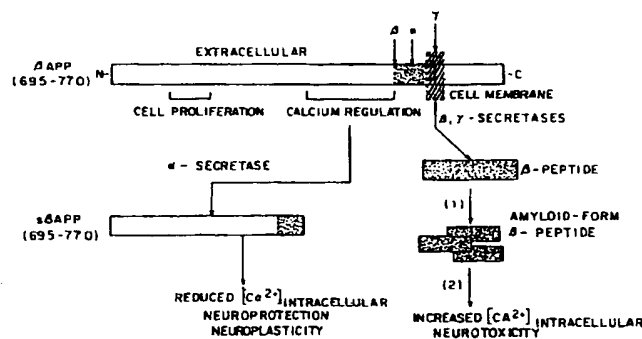 γ
β α
EXTRACELLULAR
βAPP
(695-770)
N-
-C
CELL MEMBRANE
CELL PROLIFERATION CALCIUM REGULATION
β, γ - SECRETASES
α - SECRETASE
β-PEPTIDE
(1)
AMYLOID-FORM
β- PEPTIDE
sβAPP
(695-770)
(2)
REDUCED [Ca²⁺]INTRACELLULAR
NEUROPROTECTION
NEUROPLASTICITY
INCREASED [CA²⁺]INTRACELLULAR
NEUROTOXICITY